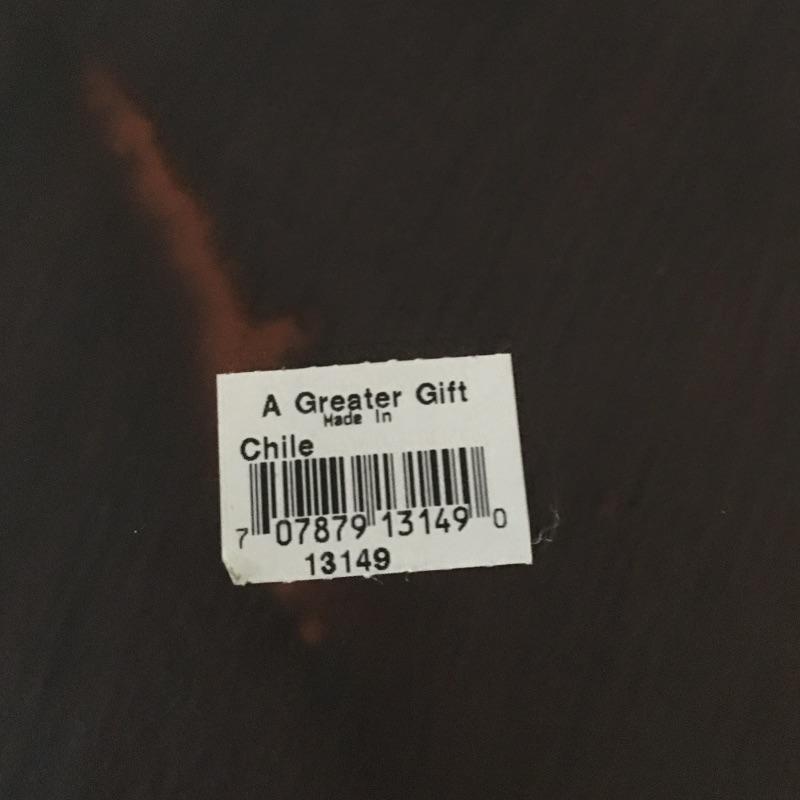 A Greater Gift
Made In
Chile
7 07879 13149 0
13149